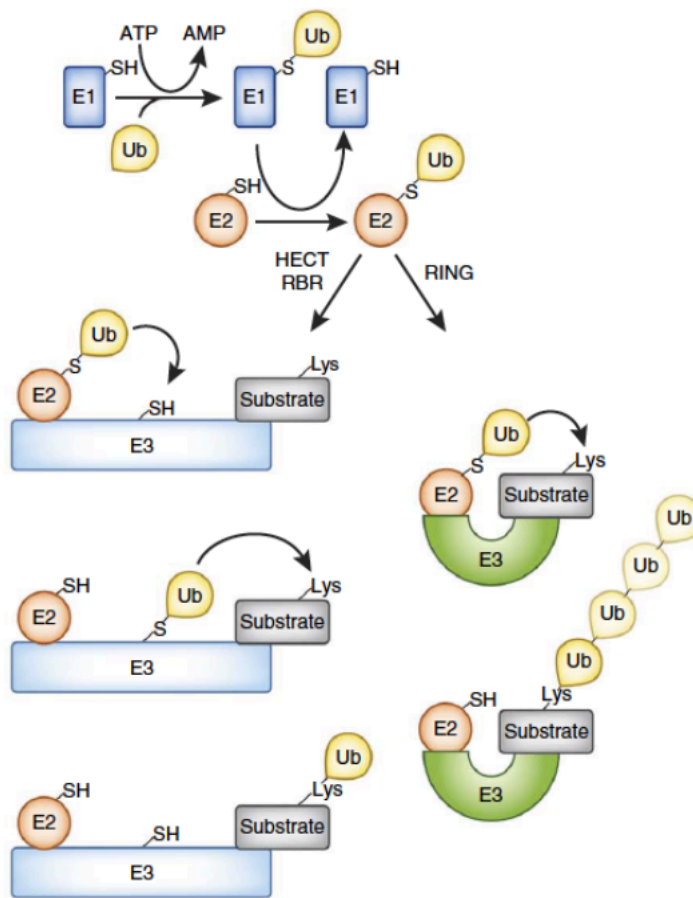 ATP AMP
Ub
SH S SH
E1 E1 E1
Ub
Ub
SH S
E2 E2
HECT
RBR
RING
Ub
S
Lys
E2 SH Substrate
E3
Ub
S Lys
E2 Substrate
E3
Ub
Ub
SH Ub Lys
E2 S Substrate
E3
Ub
Ub
Lys
SH
E2 Substrate
E3
Ub
SH Lys
E2 SH Substrate
E3